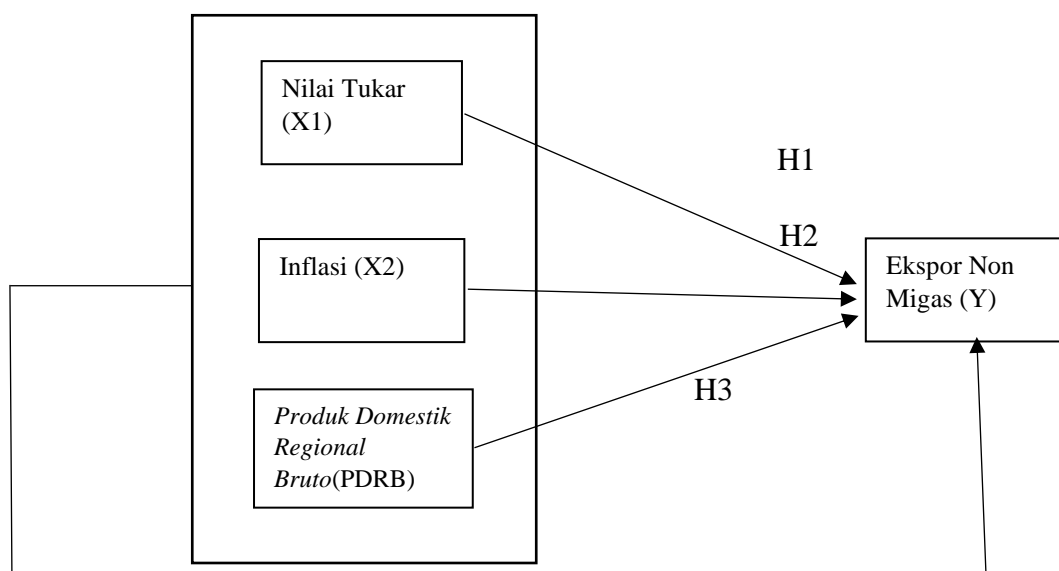 Nilai Tukar
(X1)
H1
H2
Inflasi (X2)
Ekspor Non
Migas (Y)
Produk Domestik
Regional
Bruto(PDRB)
H3